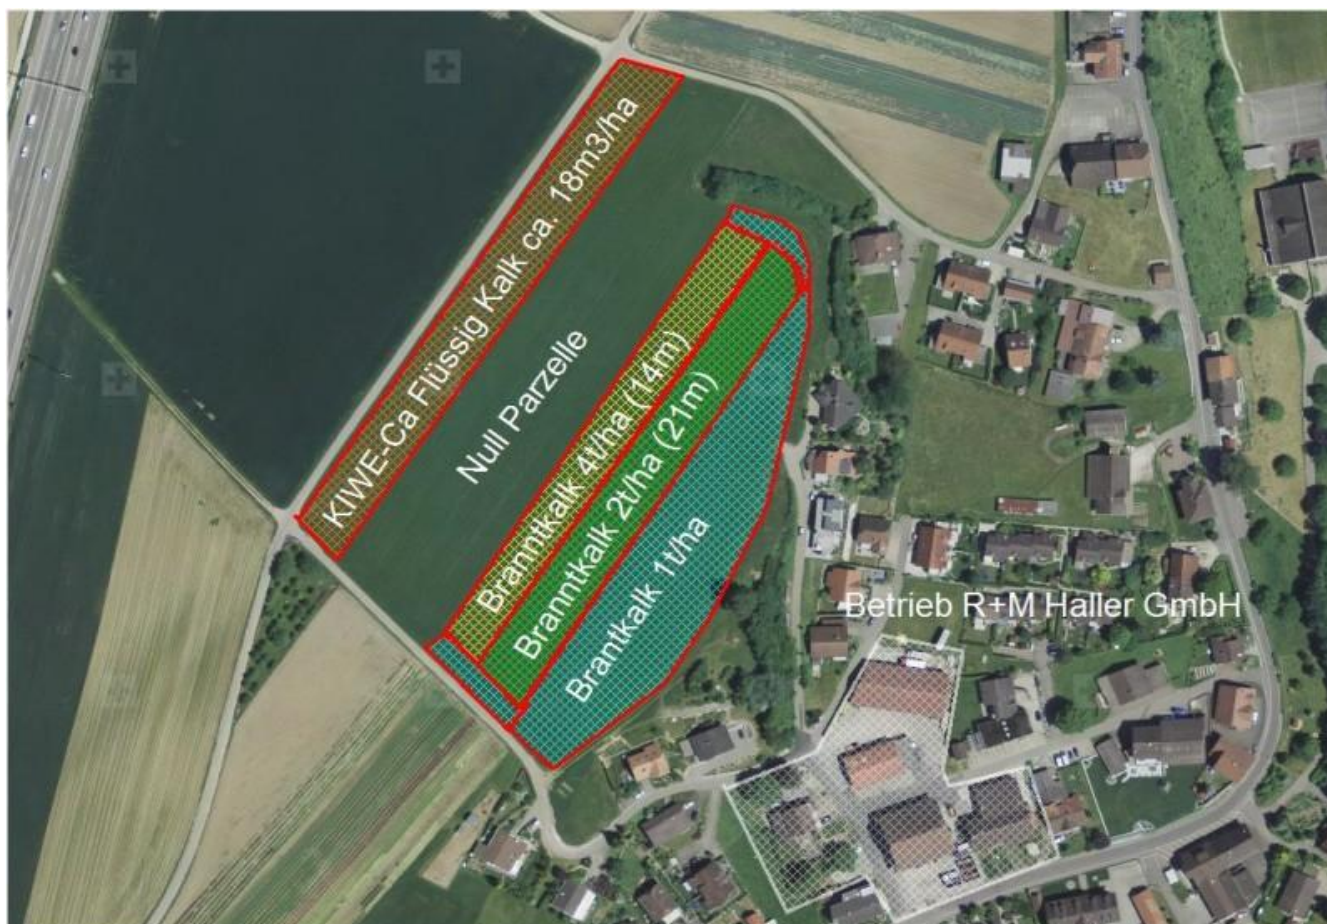 KIWE-Ca Flüssig Kalk ca. 18m3/ha
Null Parzelle
Branntkalk 4t/ha (14m)
Branntkalk 2t/ha (21m)
Brantkalk 1t/ha
Betrieb R+M Haller GmbH